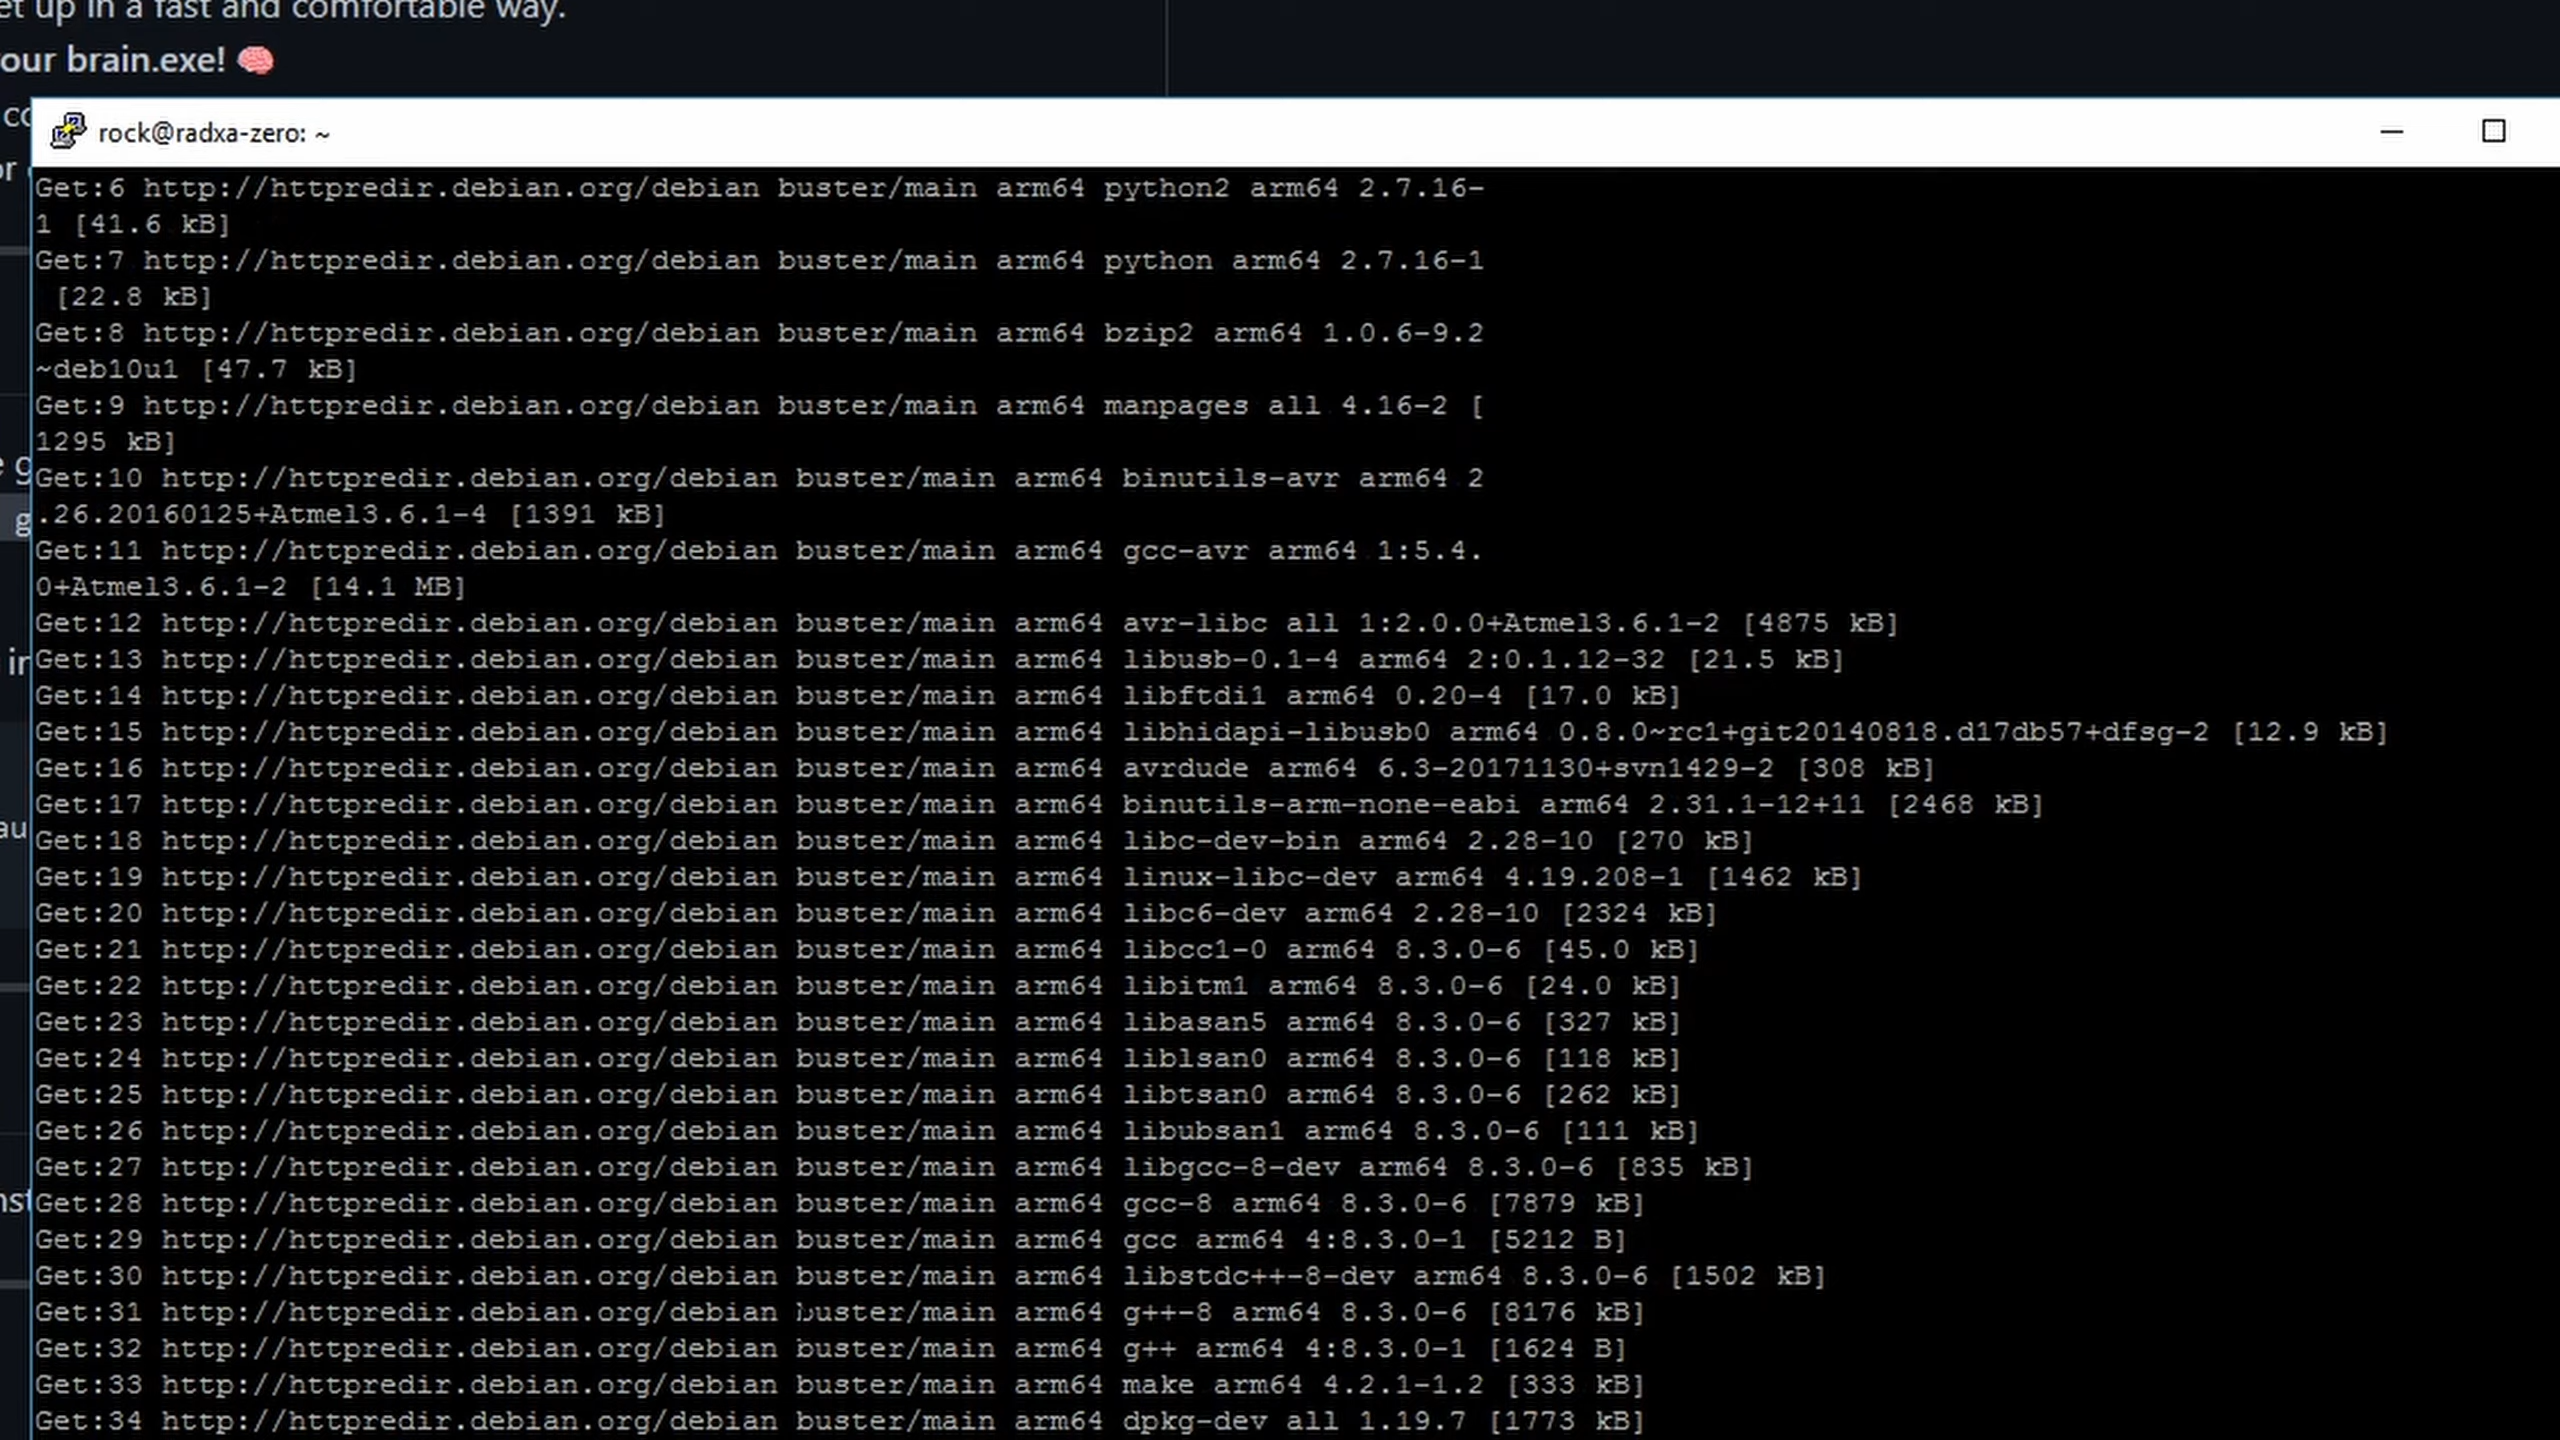 et up in a fast and comfortable way.
our brain.exe! 🧠
co
or
rock@radxa-zero: ~
Get:6 http://httpredir.debian.org/debian buster/main arm64 python2 arm64 2.7.16-
1 [41.6 kB]
Get:7 http://httpredir.debian.org/debian buster/main arm64 python arm64 2.7.16-1
[22.8 kB]
Get:8 http://httpredir.debian.org/debian buster/main arm64 bzip2 arm64 1.0.6-9.2
~deb10u1 [47.7 kB]
Get:9 http://httpredir.debian.org/debian buster/main arm64 manpages all 4.16-2 [
1295 kB]
e g
Get:10 http://httpredir.debian.org/debian buster/main arm64 binutils-avr arm64 2
g
.26.20160125+Atmel3.6.1-4 [1391 kB]
Get:11 http://httpredir.debian.org/debian buster/main arm64 gcc-avr arm64 1:5.4.
0+Atmel3.6.1-2 [14.1 MB]
Get:12 http://httpredir.debian.org/debian buster/main arm64 avr-libc all 1:2.0.0+Atmel3.6.1-2 [4875 kB]
in
Get:13 http://httpredir.debian.org/debian buster/main arm64 libusb-0.1-4 arm64 2:0.1.12-32 [21.5 kB]
Get:14 http://httpredir.debian.org/debian buster/main arm64 libftdi1 arm64 0.20-4 [17.0 kB]
Get:15 http://httpredir.debian.org/debian buster/main arm64 libhidapi-libusb0 arm64 0.8.0~rc1+git20140818.d17db57+dfsg-2 [12.9 kB]
Get:16 http://httpredir.debian.org/debian buster/main arm64 avrdude arm64 6.3-20171130+svn1429-2 [308 kB]
Get:17 http://httpredir.debian.org/debian buster/main arm64 binutils-arm-none-eabi arm64 2.31.1-12+11 [2468 kB]
au
Get:18 http://httpredir.debian.org/debian buster/main arm64 libc-dev-bin arm64 2.28-10 [270 kB]
Get:19 http://httpredir.debian.org/debian buster/main arm64 linux-libc-dev arm64 4.19.208-1 [1462 kB]
Get:20 http://httpredir.debian.org/debian buster/main arm64 libc6-dev arm64 2.28-10 [2324 kB]
Get:21 http://httpredir.debian.org/debian buster/main arm64 libcc1-0 arm64 8.3.0-6 [45.0 kB]
Get:22 http://httpredir.debian.org/debian buster/main arm64 libitm1 arm64 8.3.0-6 [24.0 kB]
Get:23 http://httpredir.debian.org/debian buster/main arm64 libasan5 arm64 8.3.0-6 [327 kB]
Get:24 http://httpredir.debian.org/debian buster/main arm64 liblsan0 arm64 8.3.0-6 [118 kB]
Get:25 http://httpredir.debian.org/debian buster/main arm64 libtsan0 arm64 8.3.0-6 [262 kB]
Get:26 http://httpredir.debian.org/debian buster/main arm64 libubsan1 arm64 8.3.0-6 [111 kB]
Get:27 http://httpredir.debian.org/debian buster/main arm64 libgcc-8-dev arm64 8.3.0-6 [835 kB]
nst
Get:28 http://httpredir.debian.org/debian buster/main arm64 gcc-8 arm64 8.3.0-6 [7879 kB]
Get:29 http://httpredir.debian.org/debian buster/main arm64 gcc arm64 4:8.3.0-1 [5212 B]
Get:30 http://httpredir.debian.org/debian buster/main arm64 libstdc++-8-dev arm64 8.3.0-6 [1502 kB]
Get:31 http://httpredir.debian.org/debian buster/main arm64 g++-8 arm64 8.3.0-6 [8176 kB]
Get:32 http://httpredir.debian.org/debian buster/main arm64 g++ arm64 4:8.3.0-1 [1624 B]
Get:33 http://httpredir.debian.org/debian buster/main arm64 make arm64 4.2.1-1.2 [333 kB]
Get:34 http://httpredir.debian.org/debian buster/main arm64 dpkg-dev all 1.19.7 [1773 kB]